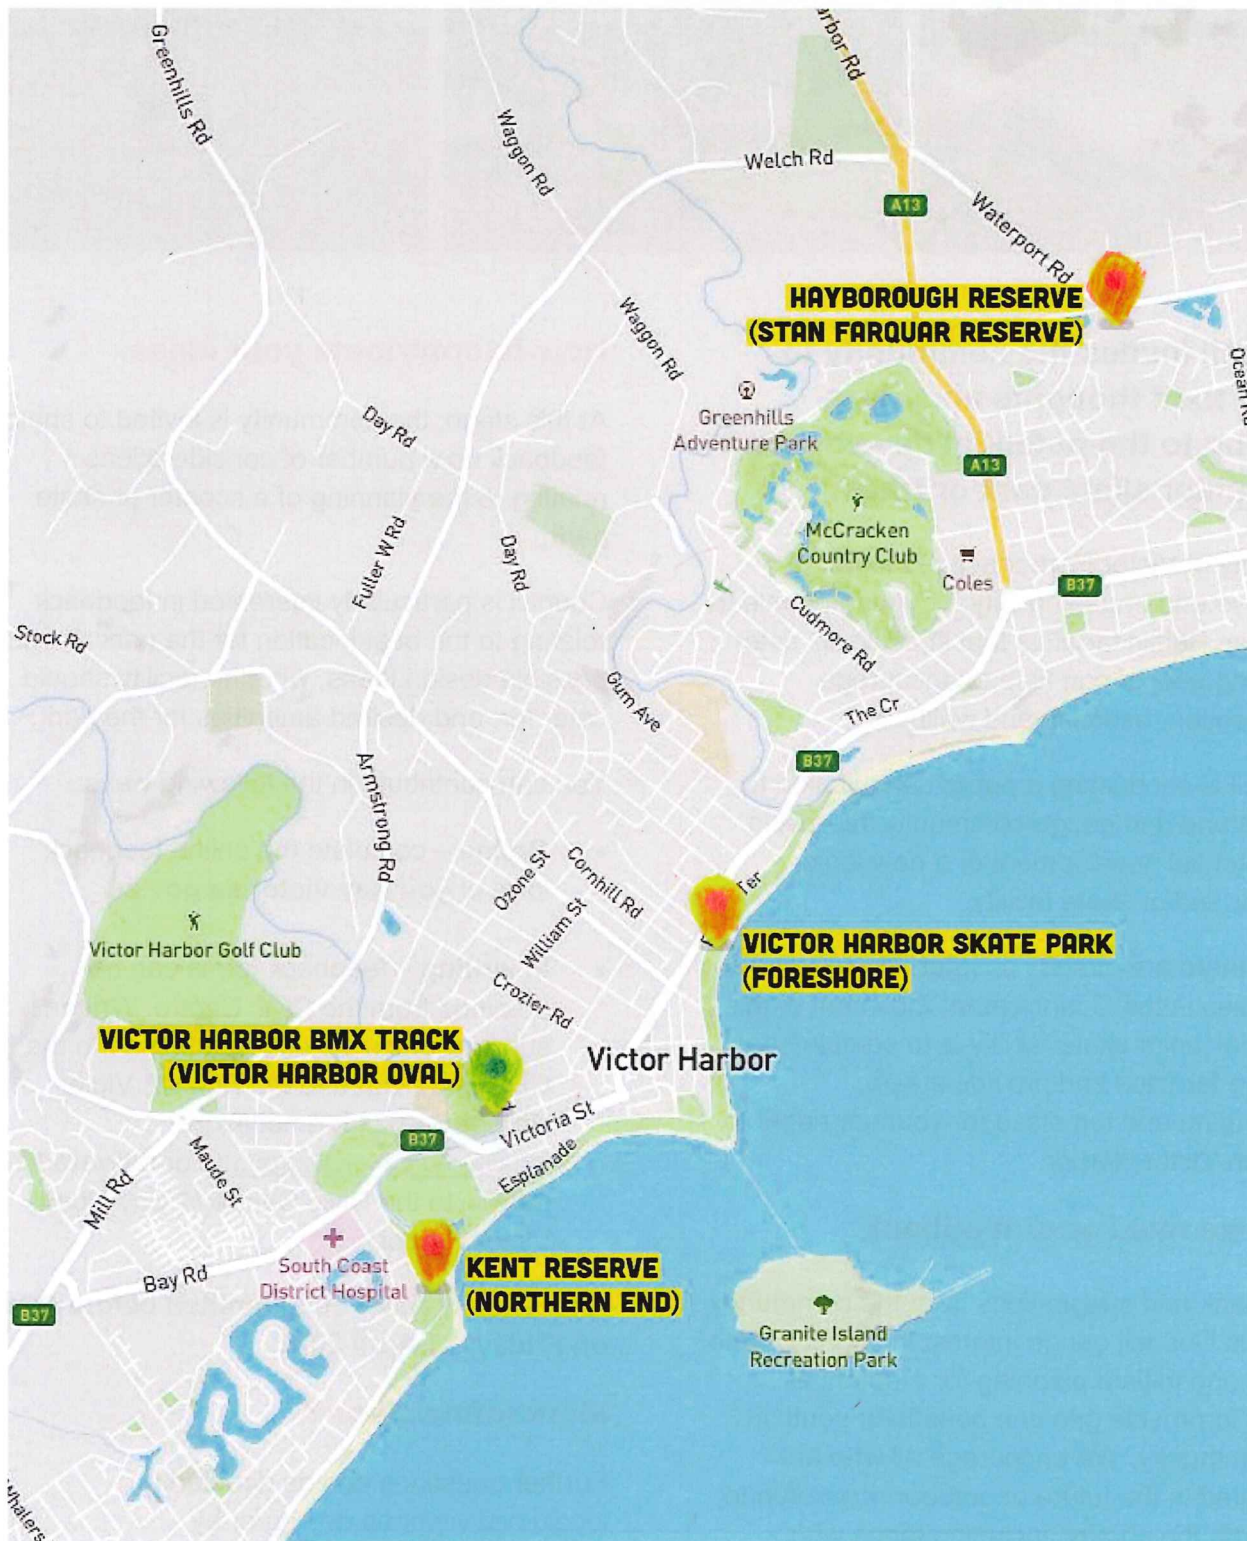 Greenhills Rd
Waggon Rd
arbor Rd
Welch Rd
A13
Waterport Rd
HAYBOROUGH RESERVE
(STAN FARQUAR RESERVE)
Waggon Rd
Ocean Rd
Greenhills
Adventure Park
Day Rd
A13
McCracken
Country Club
Coles
B37
Fuller W Rd
Day Rd
Cudmore Rd
Stock Rd
Gum Ave
The Cr
B37
Armstrong Rd
Ozone St
Cornhill Rd
William St
Ter
Victor Harbor Golf Club
VICTOR HARBOR SKATE PARK
(FORESHORE)
Crozier Rd
VICTOR HARBOR BMX TRACK
(VICTOR HARBOR OVAL)
Victor Harbor
Victoria St
B37
Esplanade
Maude St
Mill Rd
South Coast
District Hospital
Bay Rd
KENT RESERVE
(NORTHERN END)
B37
Granite Island
Recreation Park
Whalers